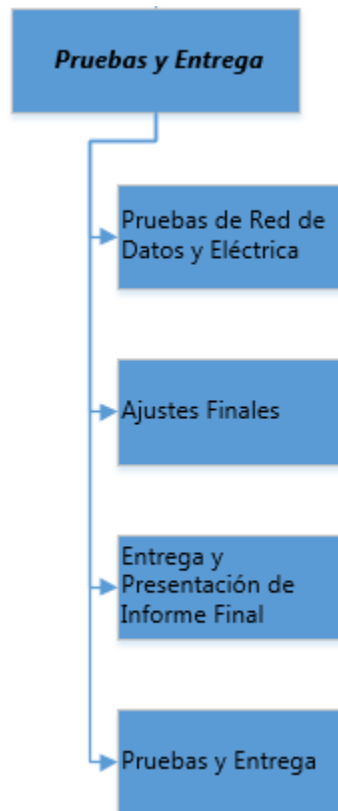 Pruebas y Entrega
Pruebas de Red de
Datos y Eléctrica
Ajustes Finales
Entrega y
Presentación de
Informe Final
Pruebas y Entrega